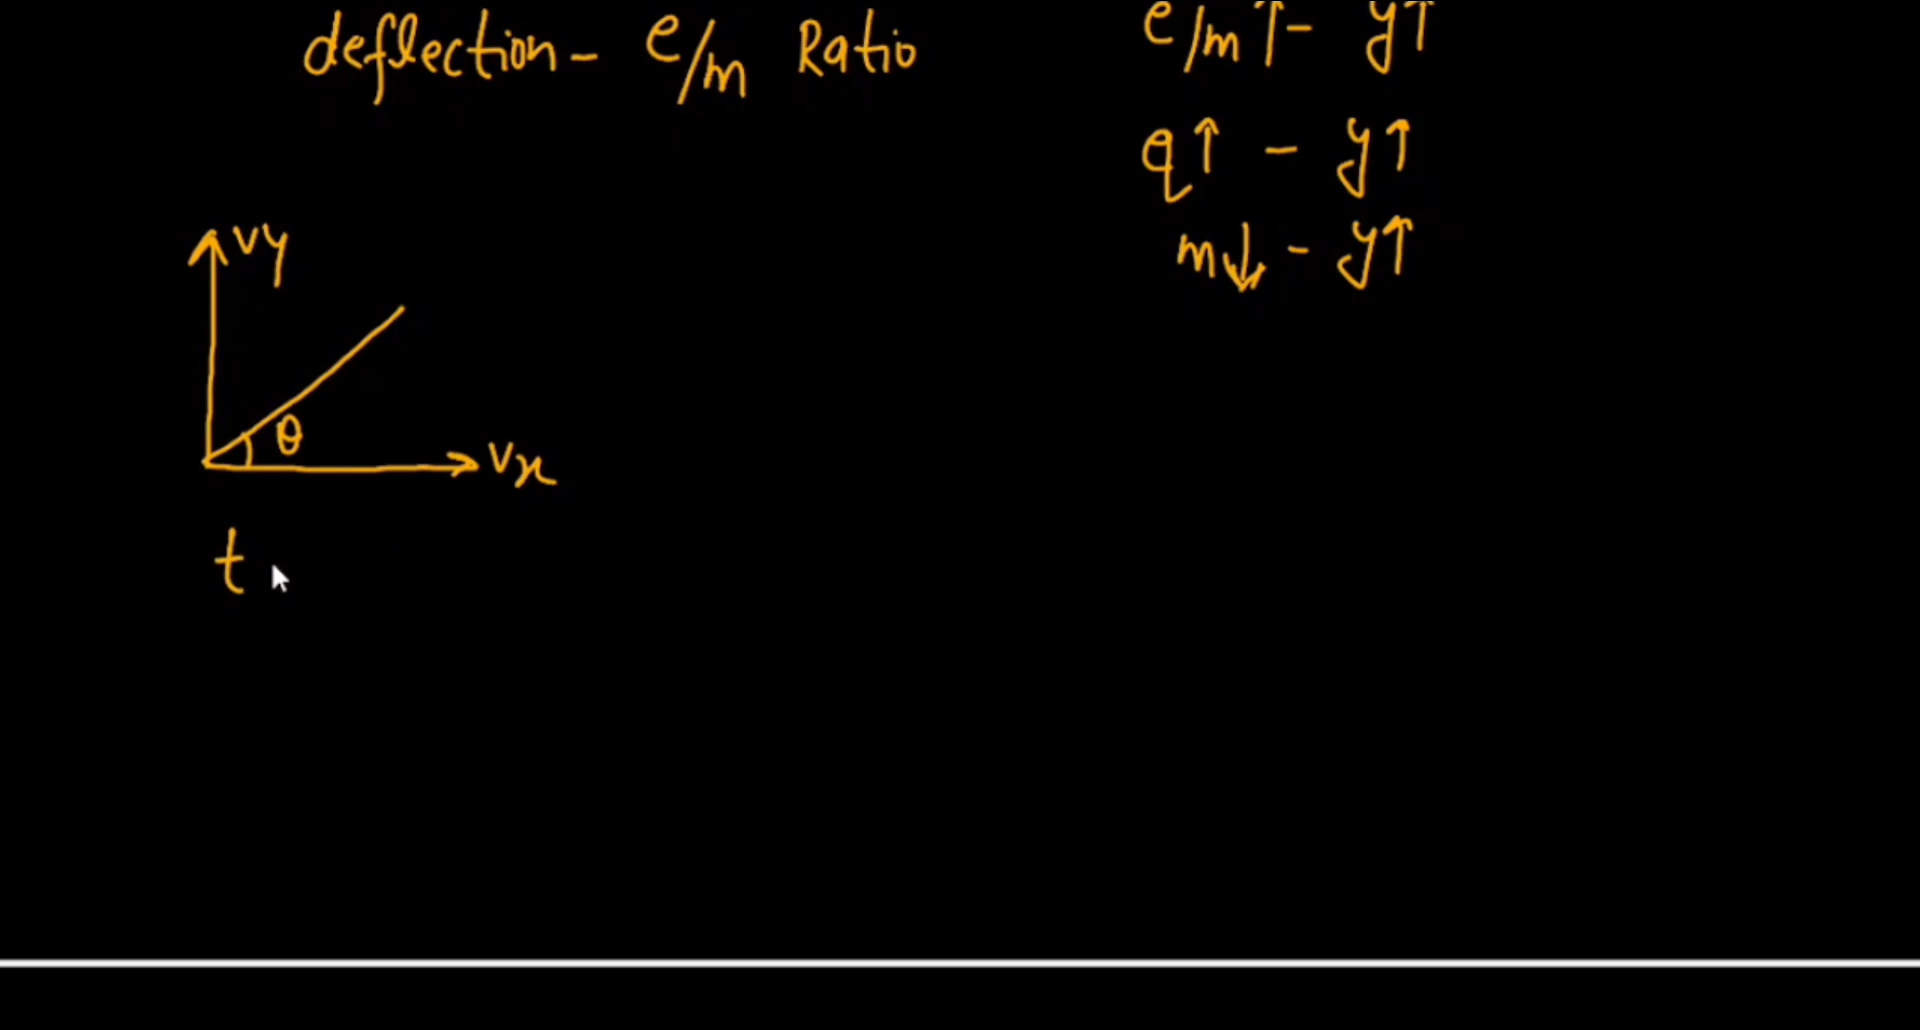 deflection - e/m Ratio
e/m ↑ - y↑
q↑ - y↑
m↓ - y↑
vy
θ
vx
t